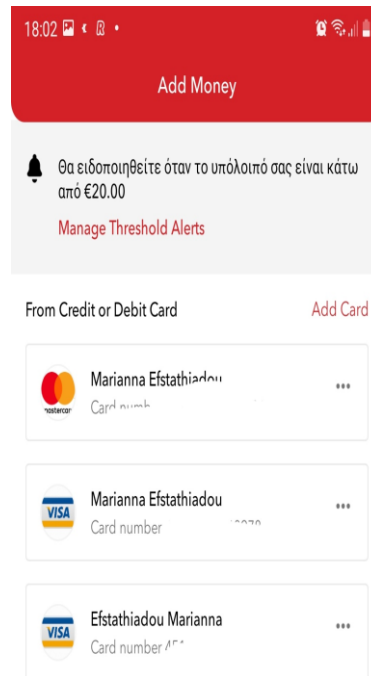 18:02
Add Money
Θα ειδοποιηθείτε όταν το υπόλοιπό σας είναι κάτω
από €20.00
Manage Threshold Alerts
From Credit or Debit Card Add Card
Marianna Efstathiadou
Card
Marianna Efstathiadou
VISA
Card number
Efstathiadou Marianna
VISA
Card number